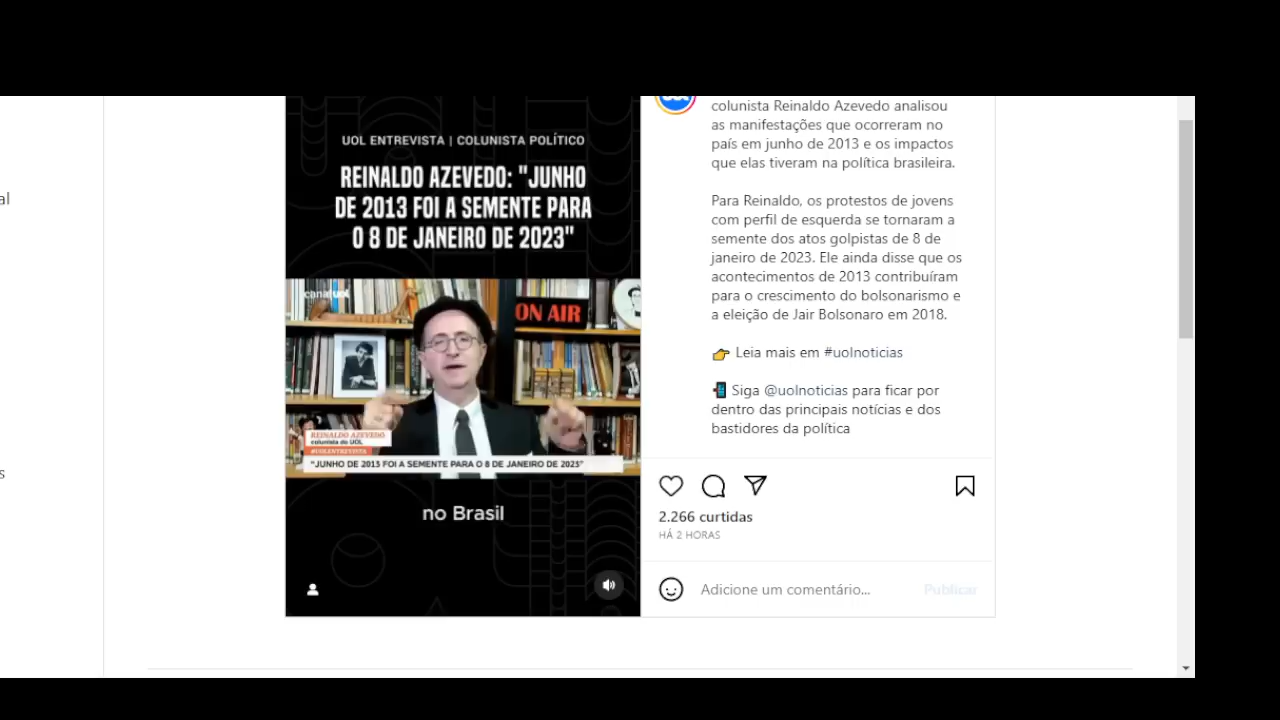 al
s
UOL ENTREVISTA | COLUNISTA POLÍTICO
REINALDO AZEVEDO: "JUNHO
DE 2013 FOI A SEMENTE PARA
O 8 DE JANEIRO DE 2023"
canal uol
ON AIR
REINALDO AZEVEDO
colunista do UOL
#UOLENTREVISTA
"JUNHO DE 2013 FOI A SEMENTE PARA O 8 DE JANEIRO DE 2023"
no Brasil
colunista Reinaldo Azevedo analisou
as manifestações que ocorreram no
país em junho de 2013 e os impactos
que elas tiveram na política brasileira.
Para Reinaldo, os protestos de jovens
com perfil de esquerda se tornaram a
semente dos atos golpistas de 8 de
janeiro de 2023. Ele ainda disse que os
acontecimentos de 2013 contribuíram
para o crescimento do bolsonarismo e
a eleição de Jair Bolsonaro em 2018.
👉 Leia mais em #uolnoticias
📲 Siga @uolnoticias para ficar por
dentro das principais notícias e dos
bastidores da política
2.266 curtidas
HÁ 2 HORAS
Adicione um comentário...
Publicar